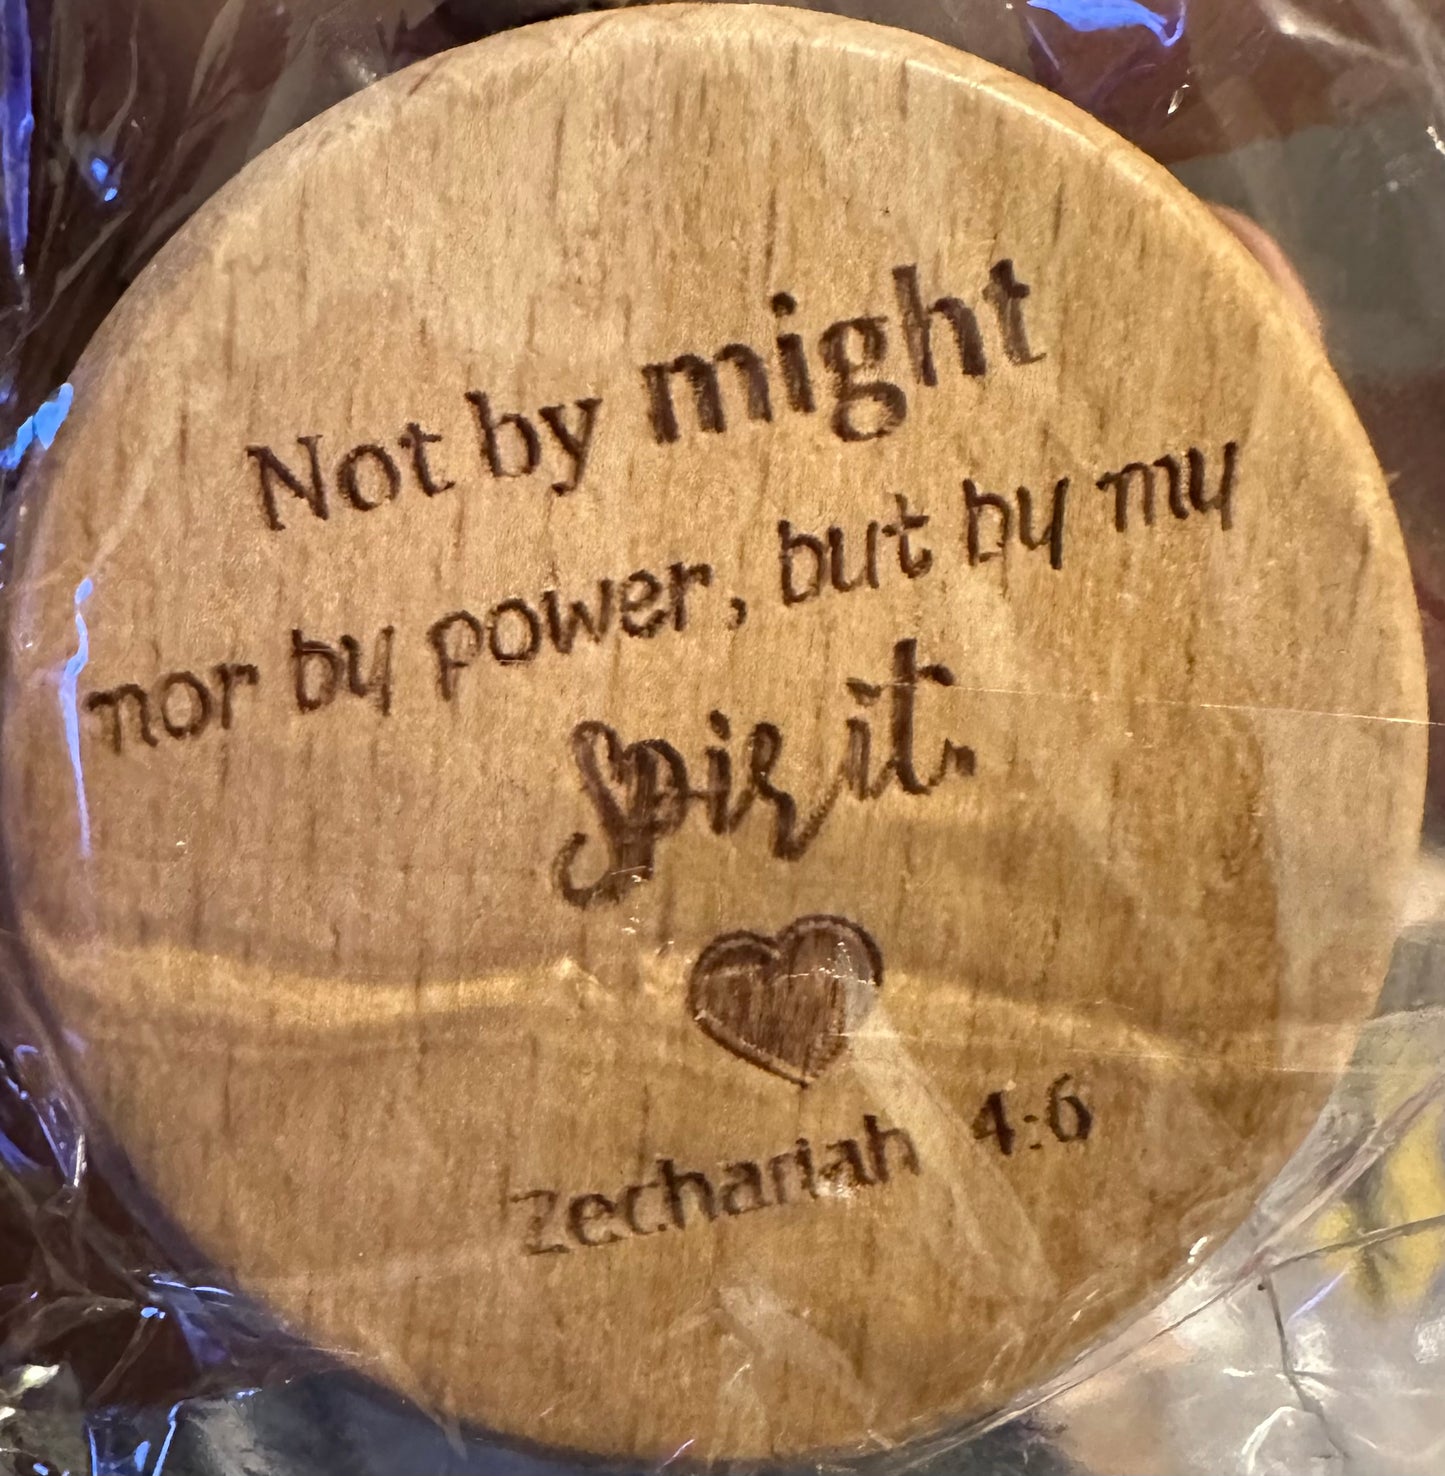 Not by might
nor by power, but by my
Spirit.
Zechariah 4:6